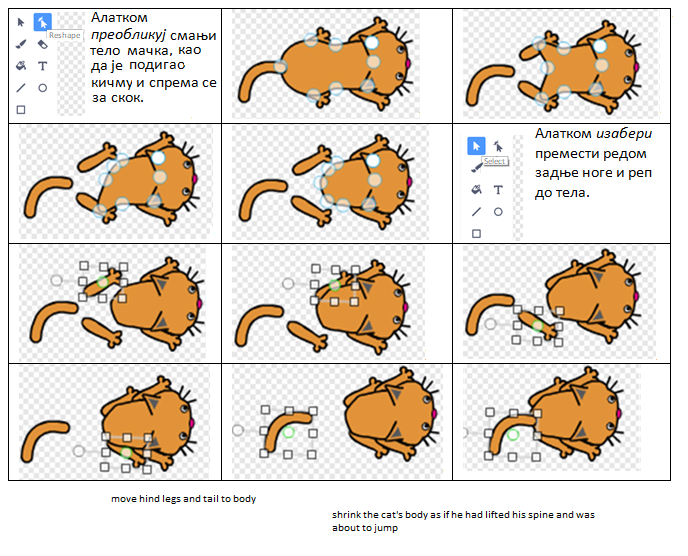 Алатком
преобликуј смањи
тело мачка, као
да је подигао
кичму и спрема се
за скок.
Reshape
T
Алатком изабери
премести редом
задње ноге и реп
до тела.
Select
T
move hind legs and tail to body
shrink the cat's body as if he had lifted his spine and was
about to jump